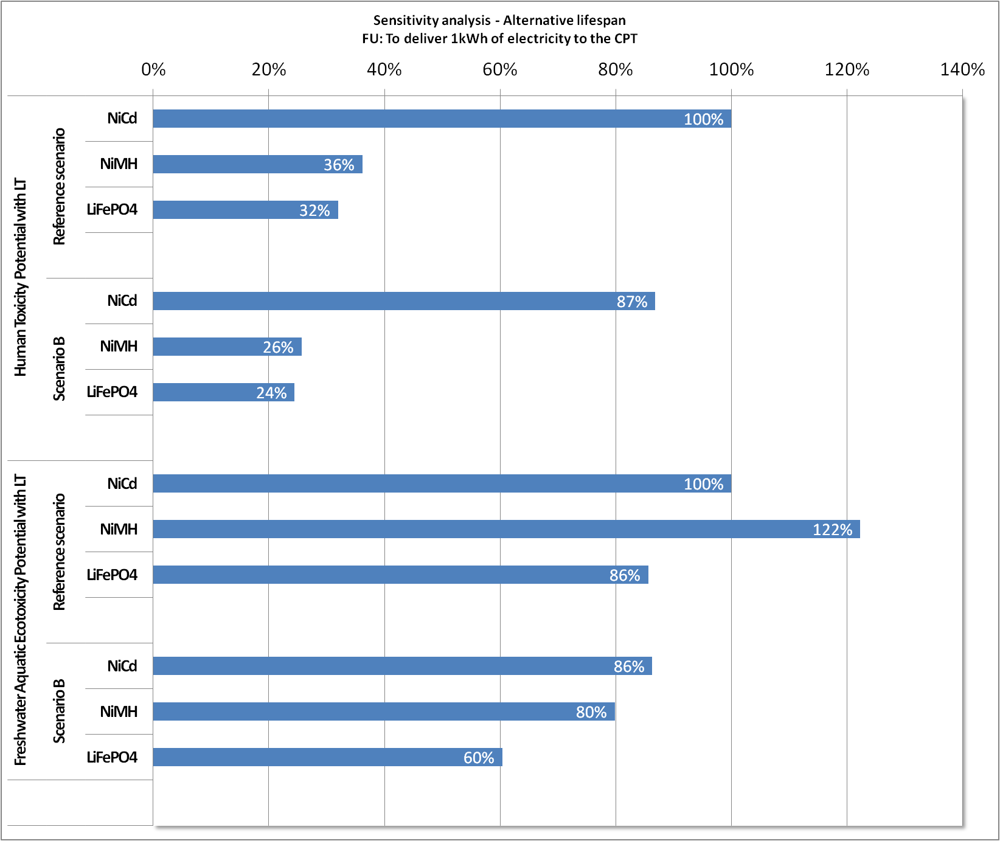 Sensitivity analysis - Alternative lifespan
FU: To deliver 1kWh of electricity to the CPT
0% 20% 40% 60% 80% 100% 120% 140%
Human Toxicity Potential with LT
Reference scenario
NiCd 100%
NiMH 36%
LiFePO4 32%
Scenario B
NiCd 87%
NiMH 26%
LiFePO4 24%
Freshwater Aquatic Ecotoxicity Potential with LT
Reference scenario
NiCd 100%
NiMH 122%
LiFePO4 86%
Scenario B
NiCd 86%
NiMH 80%
LiFePO4 60%